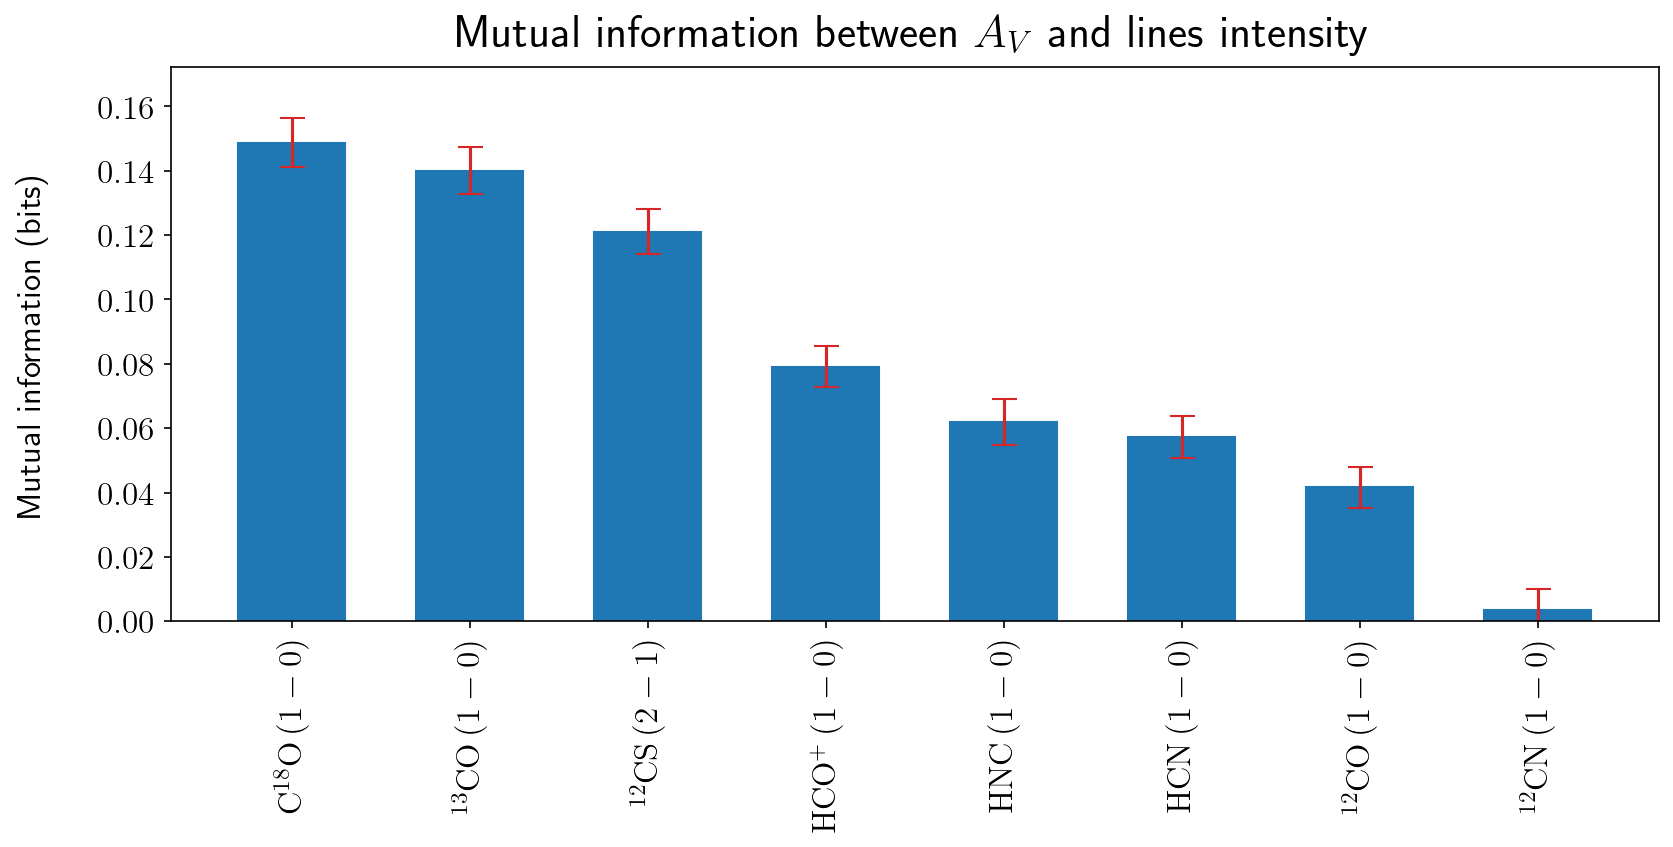 Mutual information between A_V and lines intensity
Mutual information (bits)
0.16
0.14
0.12
0.10
0.08
0.06
0.04
0.02
0.00
C¹⁸O (1 − 0)
¹³CO (1 − 0)
¹²CS (2 − 1)
HCO⁺ (1 − 0)
HNC (1 − 0)
HCN (1 − 0)
¹²CO (1 − 0)
¹²CN (1 − 0)